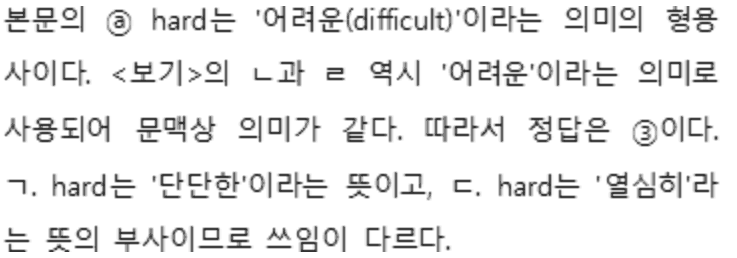 본문의 ⓐ hard는 '어려운(difficult)'이라는 의미의 형용
사이다. <보기>의 ㄴ과 ㄹ 역시 '어려운'이라는 의미로
사용되어 문맥상 의미가 같다. 따라서 정답은 ③이다.
ㄱ. hard는 '단단한'이라는 뜻이고, ㄷ. hard는 '열심히'라
는 뜻의 부사이므로 쓰임이 다르다.